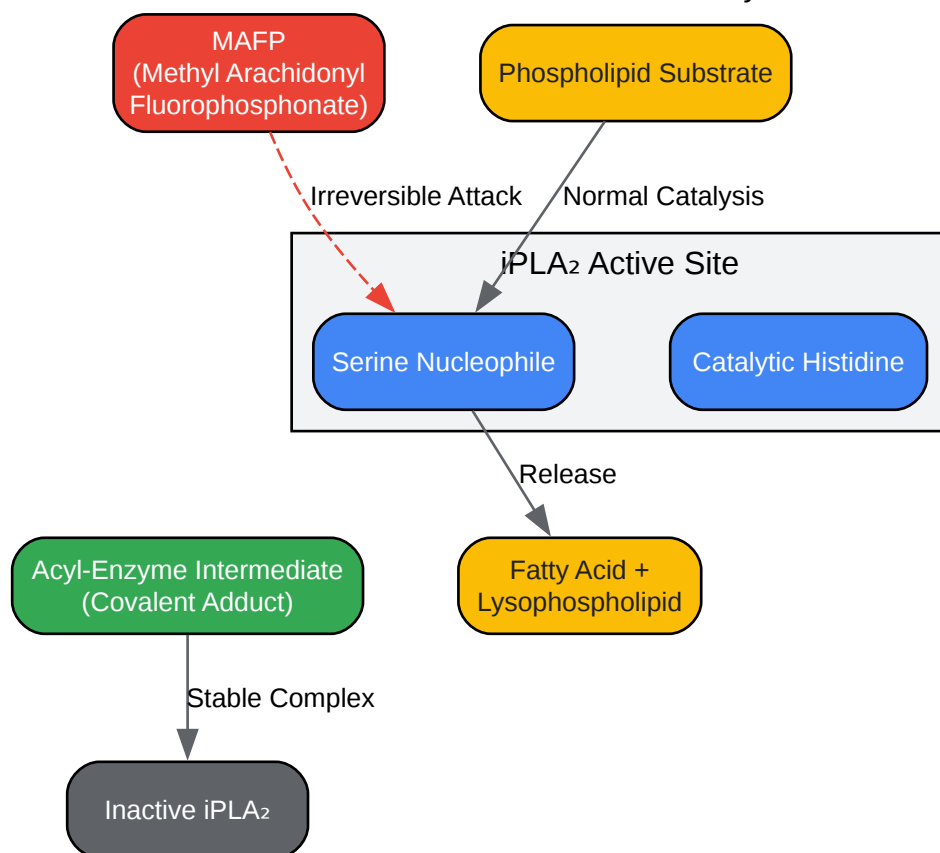 MAFP
(Methyl Arachidonyl
Fluorophosphonate)
Phospholipid Substrate
Irreversible Attack
Normal Catalysis
iPLA₂ Active Site
Serine Nucleophile
Catalytic Histidine
Release
Acyl-Enzyme Intermediate
(Covalent Adduct)
Fatty Acid +
Lysophospholipid
Stable Complex
Inactive iPLA₂